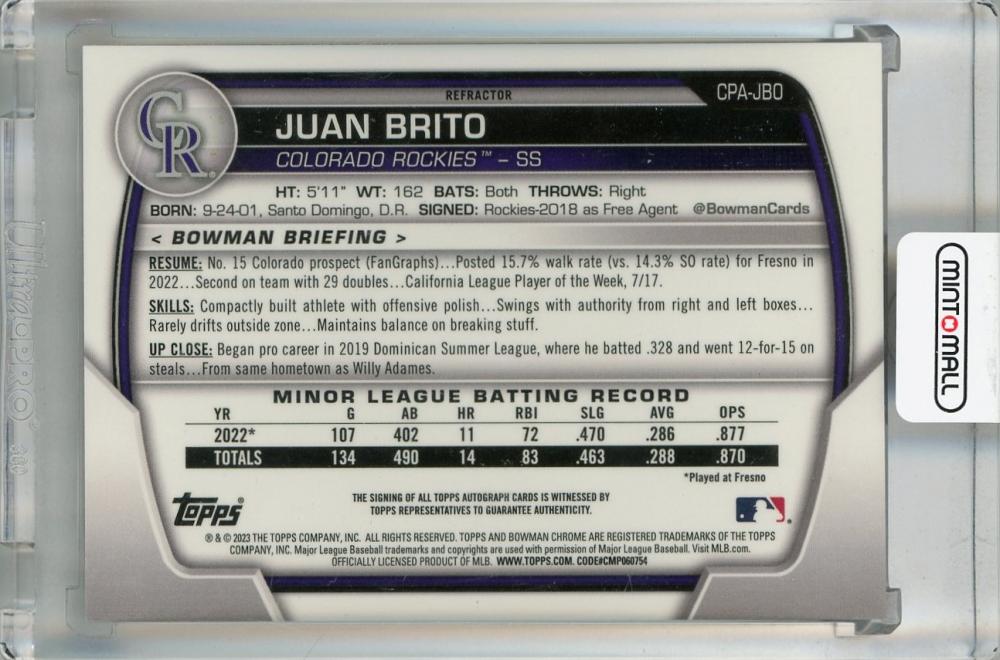 REFRACTOR
CPA-JBO
CR
JUAN BRITO
COLORADO ROCKIES™ – SS
HT: 5'11" WT: 162 BATS: Both THROWS: Right
BORN: 9-24-01, Santo Domingo, D.R. SIGNED: Rockies-2018 as Free Agent @BowmanCards
< BOWMAN BRIEFING >
RESUME: No. 15 Colorado prospect (FanGraphs)...Posted 15.7% walk rate (vs. 14.3% SO rate) for Fresno in
2022...Second on team with 29 doubles...California League Player of the Week, 7/17.
SKILLS: Compactly built athlete with offensive polish...Swings with authority from right and left boxes...
Rarely drifts outside zone...Maintains balance on breaking stuff.
UP CLOSE: Began pro career in 2019 Dominican Summer League, where he batted .328 and went 12-for-15 on
steals...From same hometown as Willy Adames.
MINOR LEAGUE BATTING RECORD
YR G AB HR RBI SLG AVG OPS
2022* 107 402 11 72 .470 .286 .877
TOTALS 134 490 14 83 .463 .288 .870
*Played at Fresno
Topps®
THE SIGNING OF ALL TOPPS AUTOGRAPH CARDS IS WITNESSED BY
TOPPS REPRESENTATIVES TO GUARANTEE AUTHENTICITY.
® & © 2023 THE TOPPS COMPANY, INC. ALL RIGHTS RESERVED. TOPPS AND BOWMAN CHROME ARE REGISTERED TRADEMARKS OF THE TOPPS
COMPANY, INC. Major League Baseball trademarks and copyrights are used with permission of Major League Baseball. Visit MLB.com.
OFFICIALLY LICENSED PRODUCT OF MLB. WWW.TOPPS.COM. CODE#CMP060754
MINT MALL
Ultra PRO